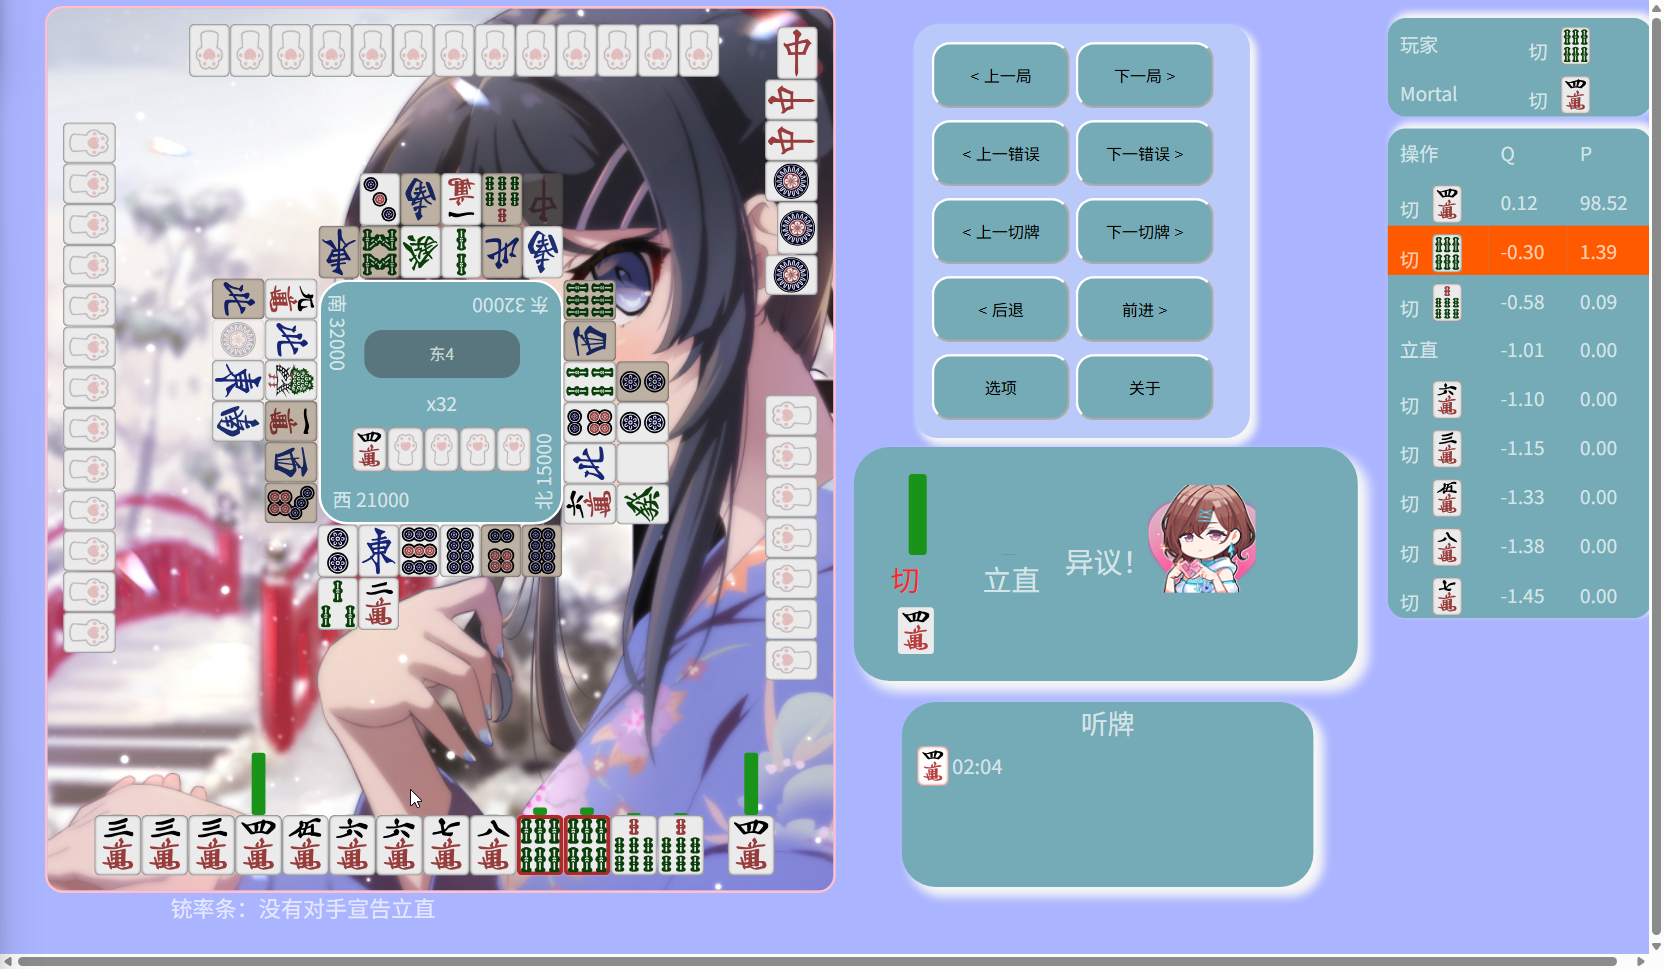 南 32000
东 32000
东4
x32
北 15000
西 21000
铳率条：没有对手宣告立直
< 上一局
下一局 >
< 上一错误
下一错误 >
< 上一切牌
下一切牌 >
< 后退
前进 >
选项
关于
切
立直
异议！
听牌
02:04
玩家 切
Mortal 切
操作 Q P
切 0.12 98.52
切 -0.30 1.39
切 -0.58 0.09
立直 -1.01 0.00
切 -1.10 0.00
切 -1.15 0.00
切 -1.33 0.00
切 -1.38 0.00
切 -1.45 0.00